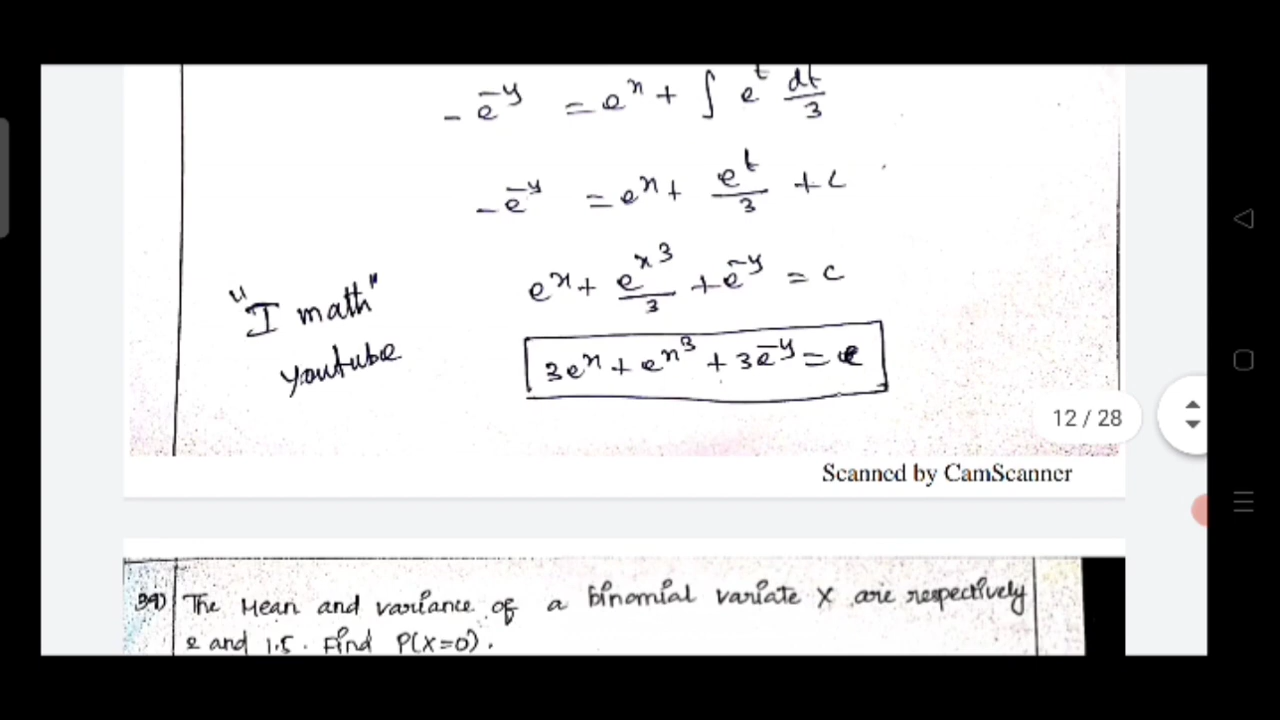 - e^-y = e^x + ∫ e^t dt/3
- e^-y = e^x + e^t/3 + c
e^x + e^x^3/3 + e^-y = c
"I math"
youtube
3e^x + e^x^3 + 3e^-y = c
12 / 28
Scanned by CamScanner
39) The Mean and variance of a binomial variate X are respectively
2 and 1.5. Find P(X=0).